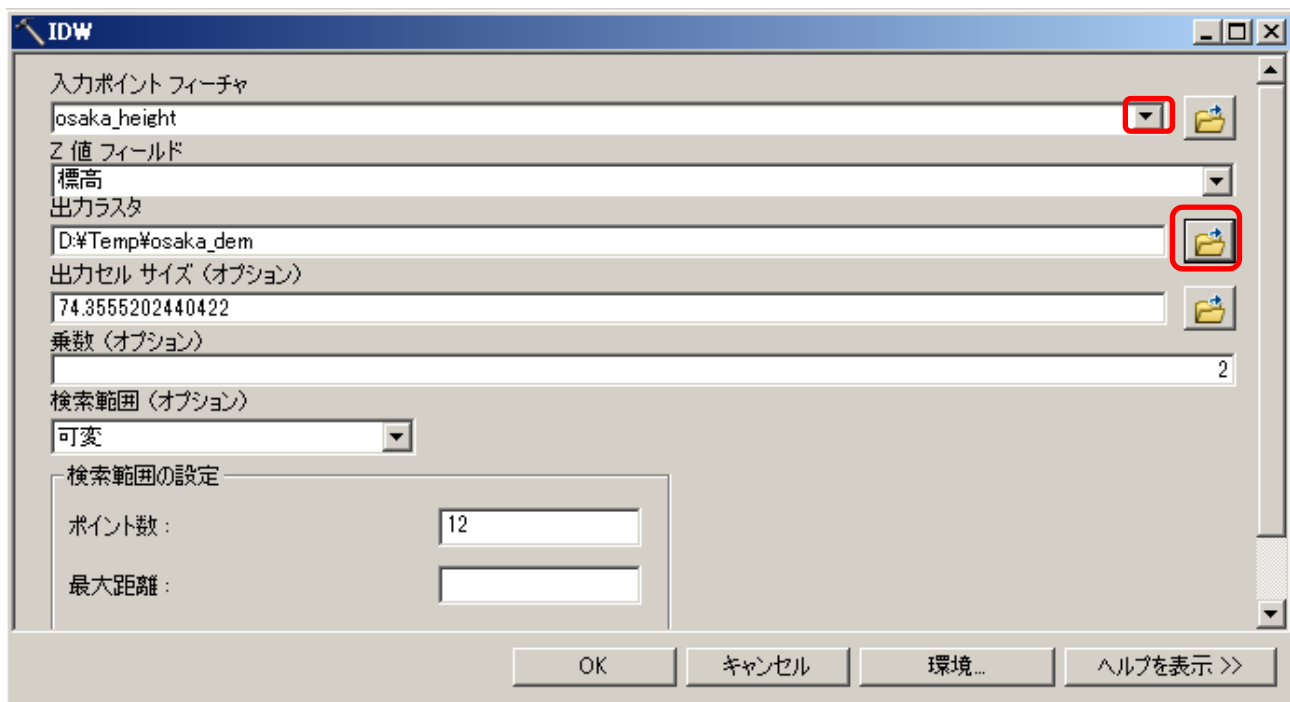 IDW
入力ポイント フィーチャ
osaka_height
Z 値 フィールド
標高
出力ラスタ
D:¥Temp¥osaka_dem
出力セル サイズ (オプション)
74.3555202440422
乗数 (オプション)
2
検索範囲 (オプション)
可変
検索範囲の設定
ポイント数 :
12
最大距離 :
OK
キャンセル
環境...
ヘルプを表示 >>